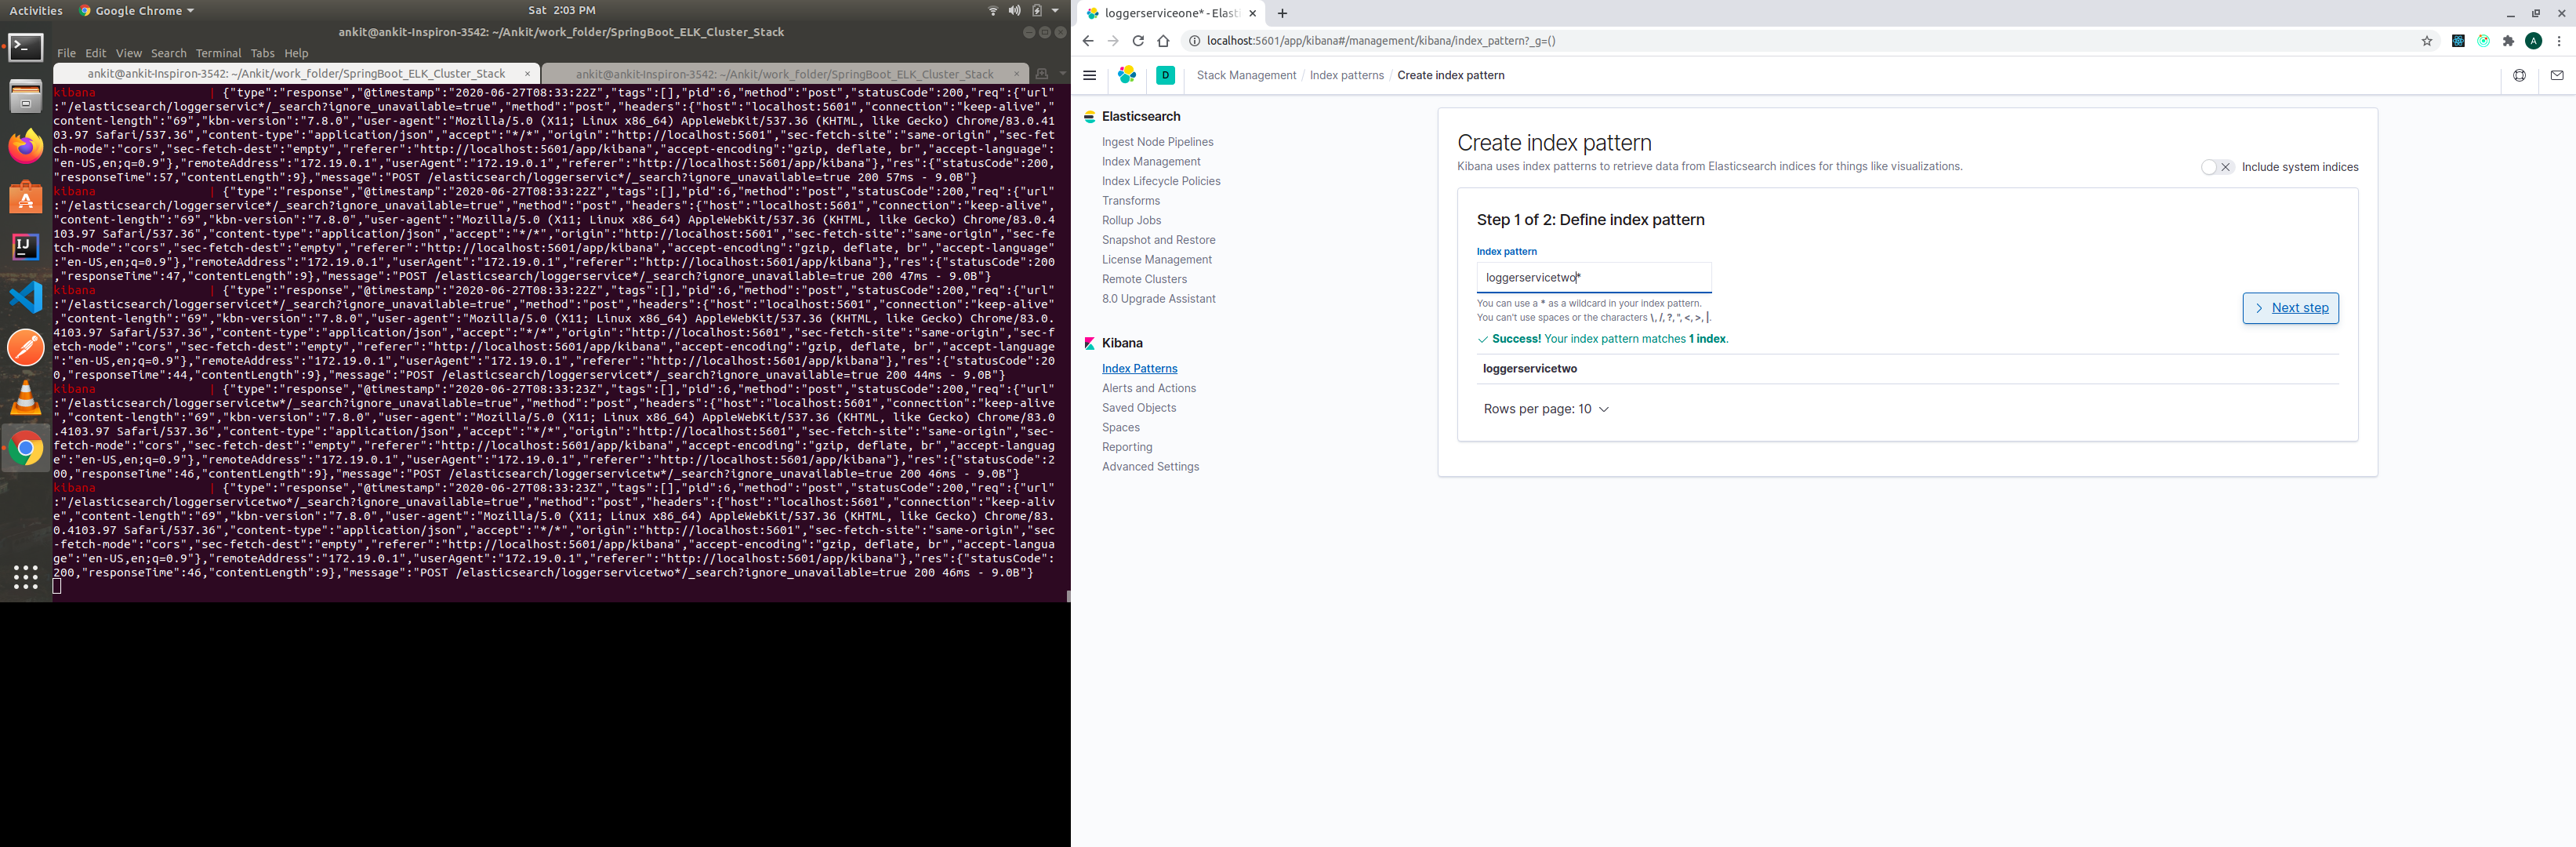 Activities Google Chrome Sat 2:03 PM
ankit@ankit-Inspiron-3542: ~/Ankit/work_folder/SpringBoot_ELK_Cluster_Stack
File Edit View Search Terminal Tabs Help
ankit@ankit-Inspiron-3542: ~/Ankit/work_folder/SpringBoot_ELK_Cluster_Stack × ankit@ankit-Inspiron-3542: ~/Ankit/work_folder/SpringBoot_ELK_Cluster_Stack ×
kibana | {"type":"response","@timestamp":"2020-06-27T08:33:22Z","tags":[],"pid":6,"method":"post","statusCode":200,"req":{"url"
:"/elasticsearch/loggerservic*/_search?ignore_unavailable=true","method":"post","headers":{"host":"localhost:5601","connection":"keep-alive",
"content-length":"69","kbn-version":"7.8.0","user-agent":"Mozilla/5.0 (X11; Linux x86_64) AppleWebKit/537.36 (KHTML, like Gecko) Chrome/83.0.41
03.97 Safari/537.36","content-type":"application/json","accept":"*/*","origin":"http://localhost:5601","sec-fetch-site":"same-origin","sec-fet
ch-mode":"cors","sec-fetch-dest":"empty","referer":"http://localhost:5601/app/kibana","accept-encoding":"gzip, deflate, br","accept-language":
"en-US,en;q=0.9"},"remoteAddress":"172.19.0.1","userAgent":"172.19.0.1","referer":"http://localhost:5601/app/kibana"},"res":{"statusCode":200,
"responseTime":57,"contentLength":9},"message":"POST /elasticsearch/loggerservic*/_search?ignore_unavailable=true 200 57ms - 9.0B"}
kibana | {"type":"response","@timestamp":"2020-06-27T08:33:22Z","tags":[],"pid":6,"method":"post","statusCode":200,"req":{"url"
:"/elasticsearch/loggerservice*/_search?ignore_unavailable=true","method":"post","headers":{"host":"localhost:5601","connection":"keep-alive"
,"content-length":"69","kbn-version":"7.8.0","user-agent":"Mozilla/5.0 (X11; Linux x86_64) AppleWebKit/537.36 (KHTML, like Gecko) Chrome/83.0.4
103.97 Safari/537.36","content-type":"application/json","accept":"*/*","origin":"http://localhost:5601","sec-fetch-site":"same-origin","sec-fe
tch-mode":"cors","sec-fetch-dest":"empty","referer":"http://localhost:5601/app/kibana","accept-encoding":"gzip, deflate, br","accept-language"
:"en-US,en;q=0.9"},"remoteAddress":"172.19.0.1","userAgent":"172.19.0.1","referer":"http://localhost:5601/app/kibana"},"res":{"statusCode":200
,"responseTime":47,"contentLength":9},"message":"POST /elasticsearch/loggerservice*/_search?ignore_unavailable=true 200 47ms - 9.0B"}
kibana | {"type":"response","@timestamp":"2020-06-27T08:33:22Z","tags":[],"pid":6,"method":"post","statusCode":200,"req":{"url"
:"/elasticsearch/loggerservicet*/_search?ignore_unavailable=true","method":"post","headers":{"host":"localhost:5601","connection":"keep-alive
","content-length":"69","kbn-version":"7.8.0","user-agent":"Mozilla/5.0 (X11; Linux x86_64) AppleWebKit/537.36 (KHTML, like Gecko) Chrome/83.0.
4103.97 Safari/537.36","content-type":"application/json","accept":"*/*","origin":"http://localhost:5601","sec-fetch-site":"same-origin","sec-f
etch-mode":"cors","sec-fetch-dest":"empty","referer":"http://localhost:5601/app/kibana","accept-encoding":"gzip, deflate, br","accept-language
":"en-US,en;q=0.9"},"remoteAddress":"172.19.0.1","userAgent":"172.19.0.1","referer":"http://localhost:5601/app/kibana"},"res":{"statusCode":20
0,"responseTime":44,"contentLength":9},"message":"POST /elasticsearch/loggerservicet*/_search?ignore_unavailable=true 200 44ms - 9.0B"}
kibana | {"type":"response","@timestamp":"2020-06-27T08:33:23Z","tags":[],"pid":6,"method":"post","statusCode":200,"req":{"url"
:"/elasticsearch/loggerservicetw*/_search?ignore_unavailable=true","method":"post","headers":{"host":"localhost:5601","connection":"keep-aliv
e","content-length":"69","kbn-version":"7.8.0","user-agent":"Mozilla/5.0 (X11; Linux x86_64) AppleWebKit/537.36 (KHTML, like Gecko) Chrome/83.0
.4103.97 Safari/537.36","content-type":"application/json","accept":"*/*","origin":"http://localhost:5601","sec-fetch-site":"same-origin","sec-
fetch-mode":"cors","sec-fetch-dest":"empty","referer":"http://localhost:5601/app/kibana","accept-encoding":"gzip, deflate, br","accept-languag
e":"en-US,en;q=0.9"},"remoteAddress":"172.19.0.1","userAgent":"172.19.0.1","referer":"http://localhost:5601/app/kibana"},"res":{"statusCode":2
00,"responseTime":46,"contentLength":9},"message":"POST /elasticsearch/loggerservicetw*/_search?ignore_unavailable=true 200 46ms - 9.0B"}
kibana | {"type":"response","@timestamp":"2020-06-27T08:33:23Z","tags":[],"pid":6,"method":"post","statusCode":200,"req":{"url"
:"/elasticsearch/loggerservicetwo*/_search?ignore_unavailable=true","method":"post","headers":{"host":"localhost:5601","connection":"keep-aliv
e","content-length":"69","kbn-version":"7.8.0","user-agent":"Mozilla/5.0 (X11; Linux x86_64) AppleWebKit/537.36 (KHTML, like Gecko) Chrome/83.
0.4103.97 Safari/537.36","content-type":"application/json","accept":"*/*","origin":"http://localhost:5601","sec-fetch-site":"same-origin","sec
-fetch-mode":"cors","sec-fetch-dest":"empty","referer":"http://localhost:5601/app/kibana","accept-encoding":"gzip, deflate, br","accept-langua
ge":"en-US,en;q=0.9"},"remoteAddress":"172.19.0.1","userAgent":"172.19.0.1","referer":"http://localhost:5601/app/kibana"},"res":{"statusCode":
200,"responseTime":46,"contentLength":9},"message":"POST /elasticsearch/loggerservicetwo*/_search?ignore_unavailable=true 200 46ms - 9.0B"}
loggerserviceone* - Elasti
localhost:5601/app/kibana#/management/kibana/index_pattern?_g=()
A
D Stack Management / Index patterns / Create index pattern
Elasticsearch
Ingest Node Pipelines
Index Management
Index Lifecycle Policies
Transforms
Rollup Jobs
Snapshot and Restore
License Management
Remote Clusters
8.0 Upgrade Assistant
Kibana
Index Patterns
Alerts and Actions
Saved Objects
Spaces
Reporting
Advanced Settings
Create index pattern
Kibana uses index patterns to retrieve data from Elasticsearch indices for things like visualizations.
Include system indices
Step 1 of 2: Define index pattern
Index pattern
loggerservicetwo*
You can use a * as a wildcard in your index pattern.
You can't use spaces or the characters \, /, ?, ", <, >, |.
Next step
Success! Your index pattern matches 1 index.
loggerservicetwo
Rows per page: 10